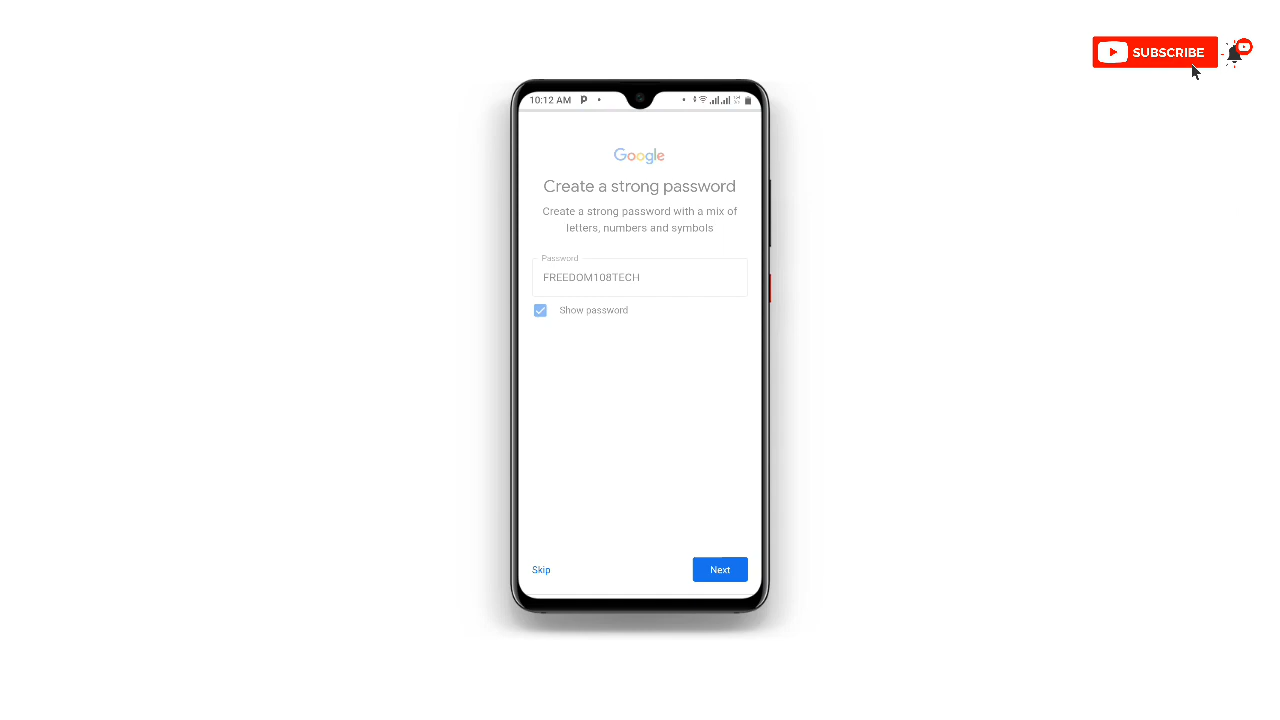 SUBSCRIBE
10:12 AM
Google
Create a strong password
Create a strong password with a mix of
letters, numbers and symbols
Password
FREEDOM108TECH
Show password
Skip
Next